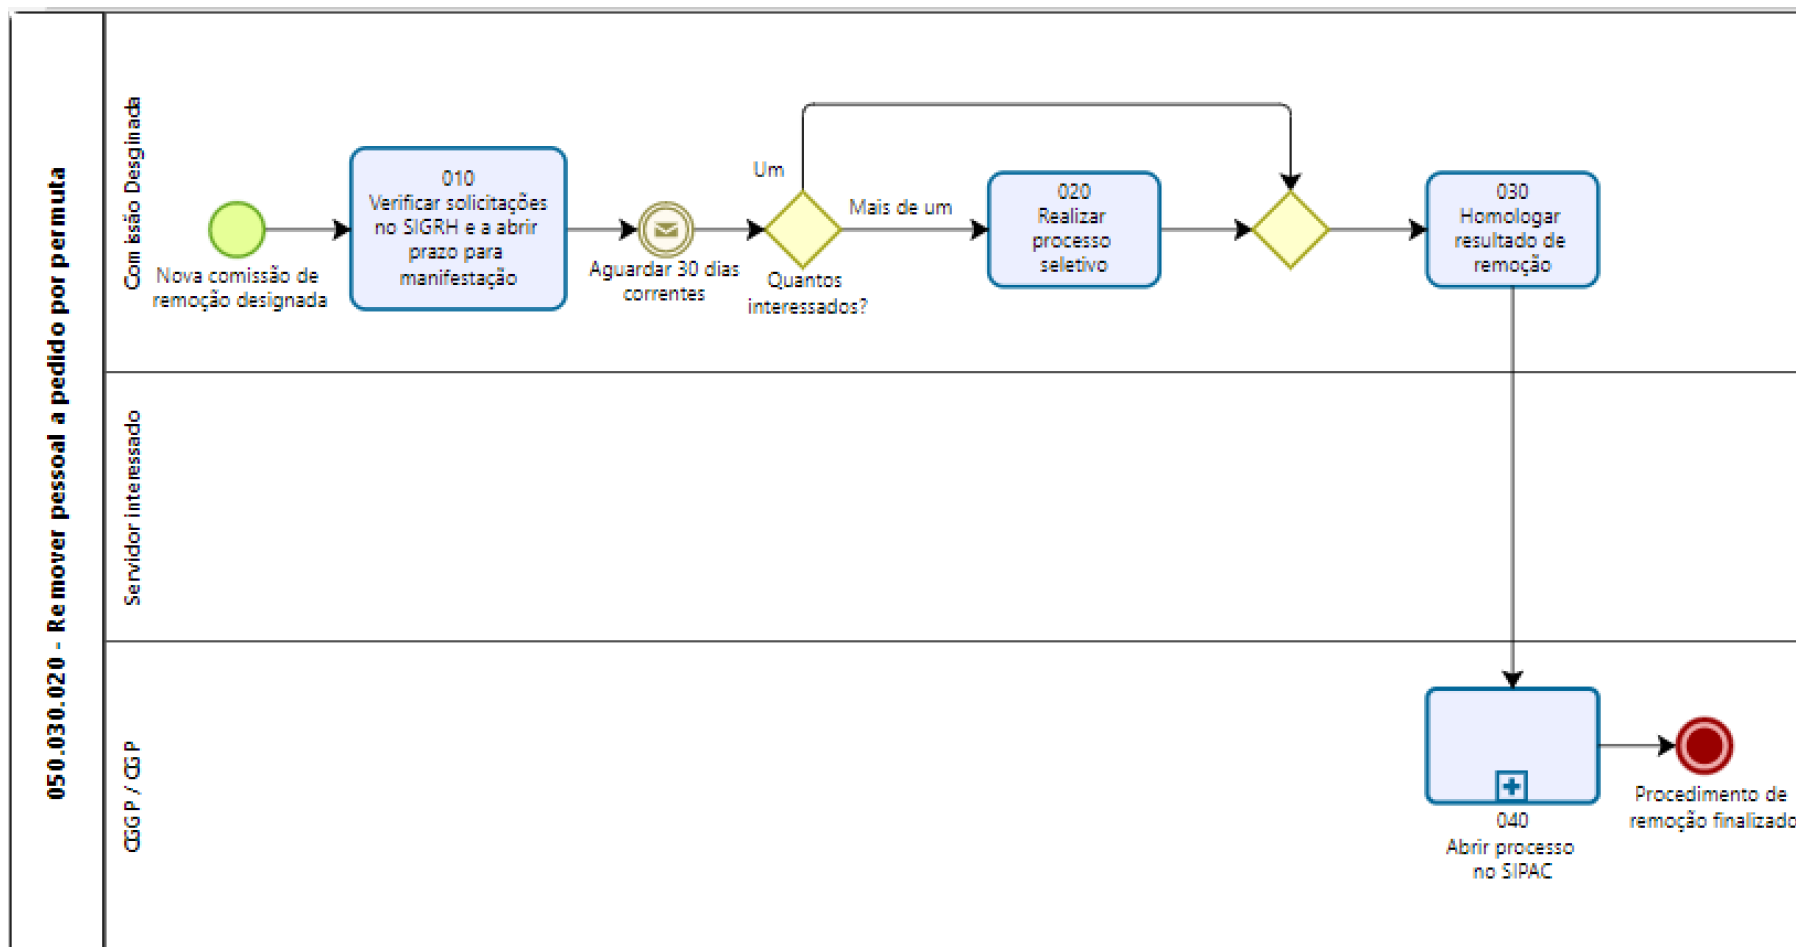 050.030.020 - Remover pessoal a pedido por permuta
Comissão Desginada
Nova comissão de
remoção designada
010
Verificar solicitações
no SIGRH e a abrir
prazo para
manifestação
Aguardar 30 dias
correntes
Um
Mais de um
Quantos
interessados?
020
Realizar
processo
seletivo
030
Homologar
resultado de
remoção
Servidor interessado
CGGP / CGP
040
Abrir processo
no SIPAC
Procedimento de
remoção finalizado